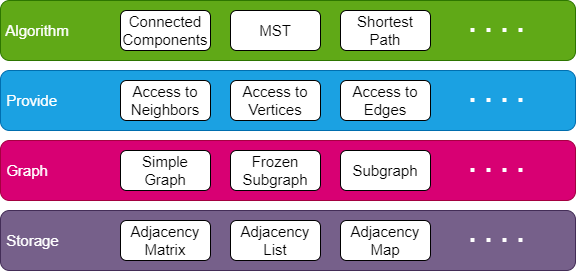 Algorithm
Connected
Components
MST
Shortest
Path
. . . .
Provide
Access to
Neighbors
Access to
Vertices
Access to
Edges
. . . .
Graph
Simple
Graph
Frozen
Subgraph
Subgraph
. . . .
Storage
Adjacency
Matrix
Adjacency
List
Adjacency
Map
. . . .